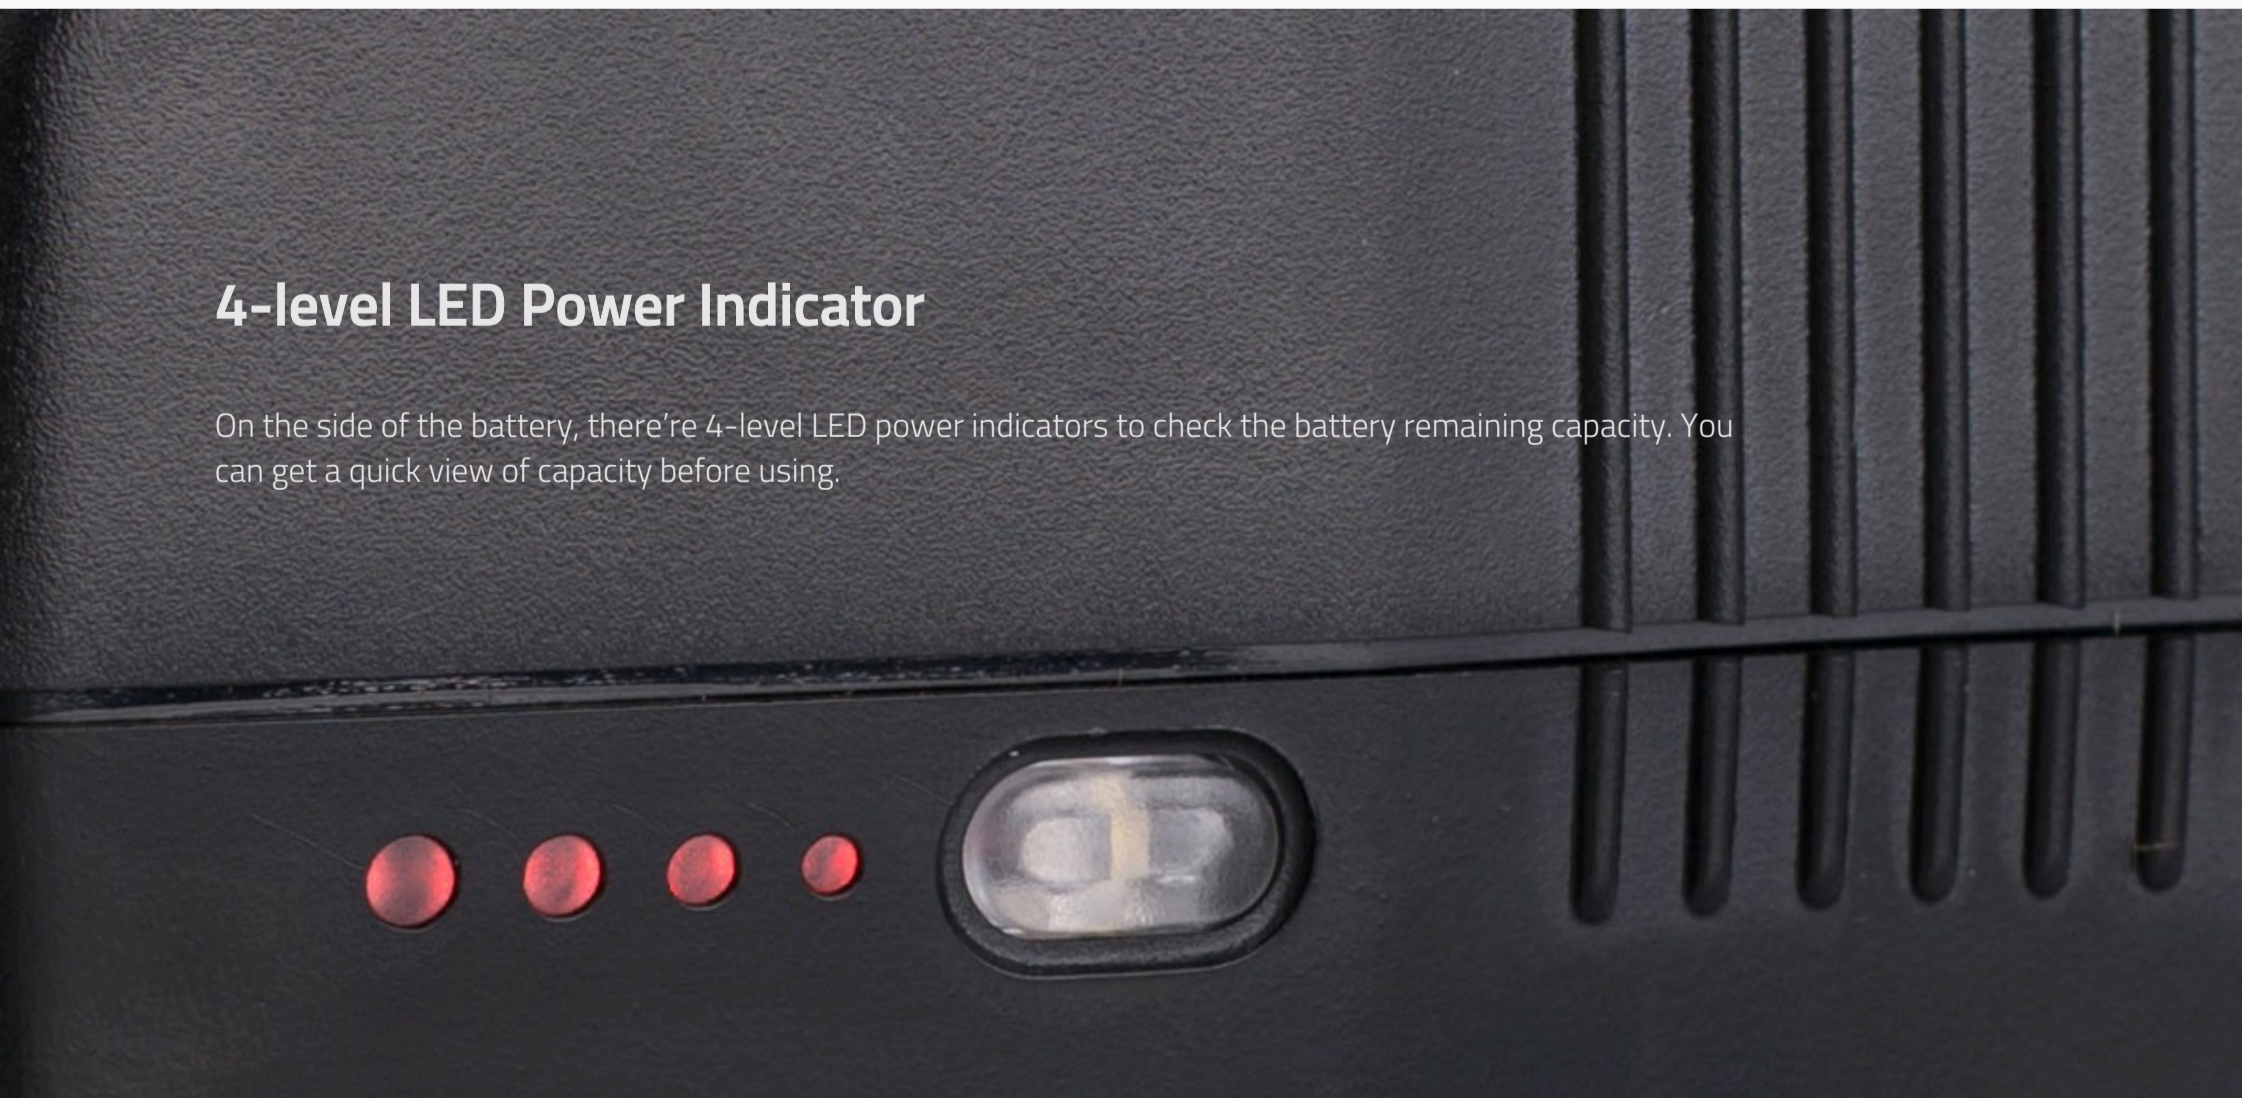 4-level LED Power Indicator
On the side of the battery, there’re 4-level LED power indicators to check the battery remaining capacity. You
can get a quick view of capacity before using.